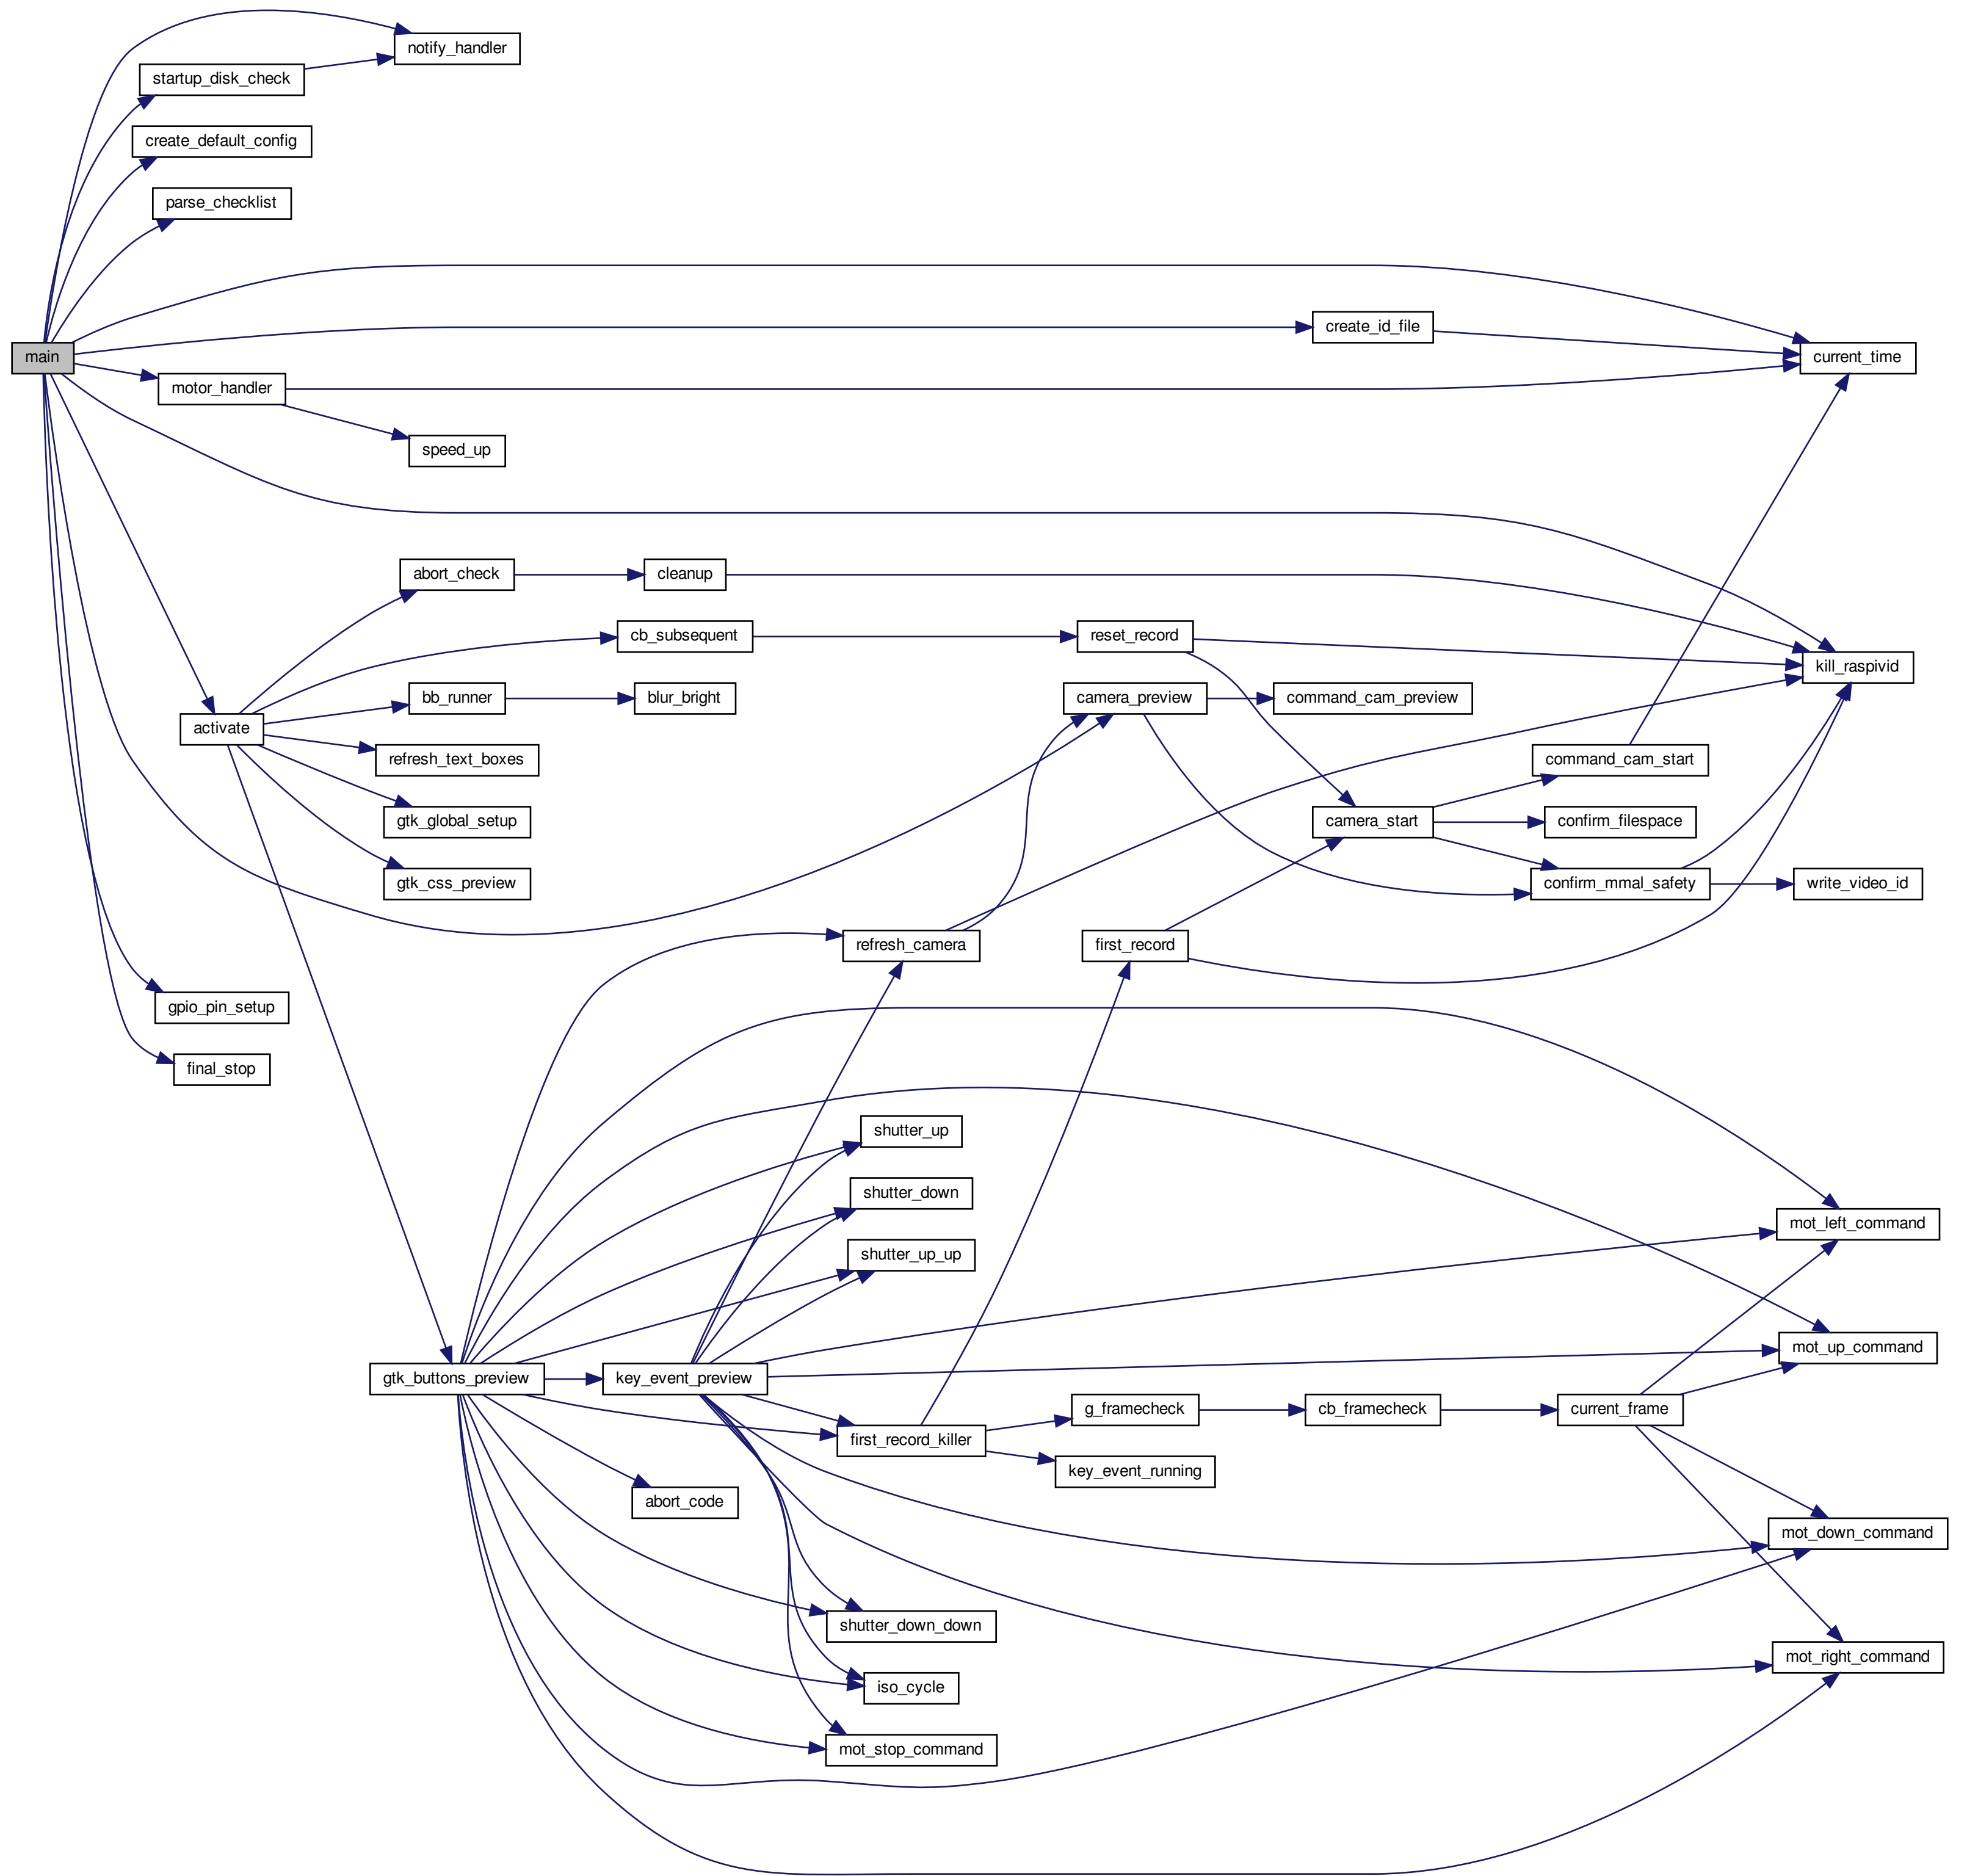 notify_handler
startup_disk_check
create_default_config
parse_checklist
create_id_file
main
current_time
motor_handler
speed_up
abort_check
cleanup
cb_subsequent
reset_record
kill_raspivid
bb_runner
blur_bright
camera_preview
command_cam_preview
activate
refresh_text_boxes
command_cam_start
gtk_global_setup
camera_start
confirm_filespace
gtk_css_preview
confirm_mmal_safety
write_video_id
refresh_camera
first_record
gpio_pin_setup
final_stop
shutter_up
shutter_down
mot_left_command
shutter_up_up
mot_up_command
gtk_buttons_preview
key_event_preview
g_framecheck
cb_framecheck
current_frame
first_record_killer
key_event_running
abort_code
mot_down_command
shutter_down_down
mot_right_command
iso_cycle
mot_stop_command